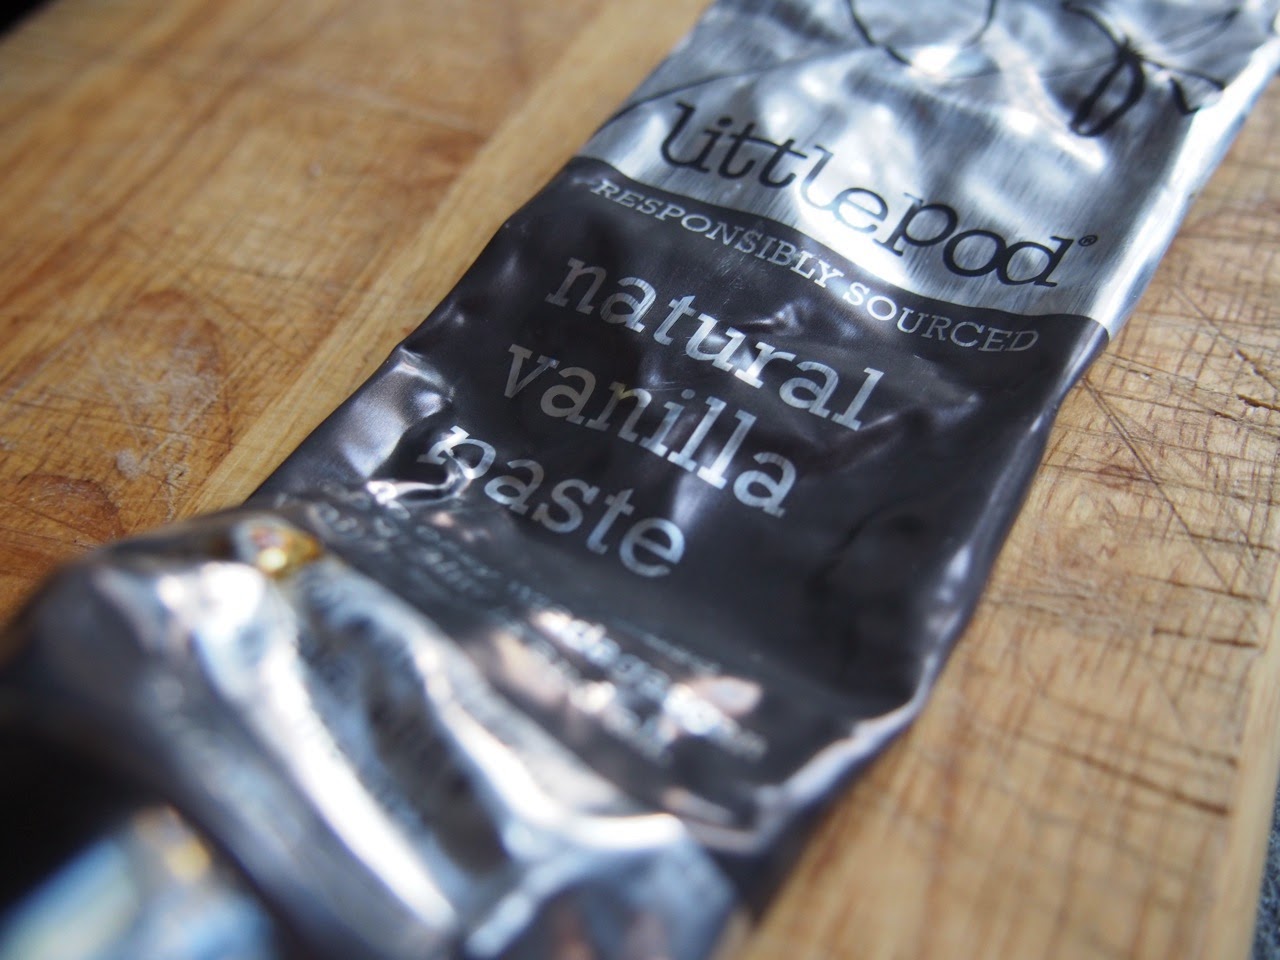 littlepod®
RESPONSIBLY SOURCED
natural
vanilla
paste